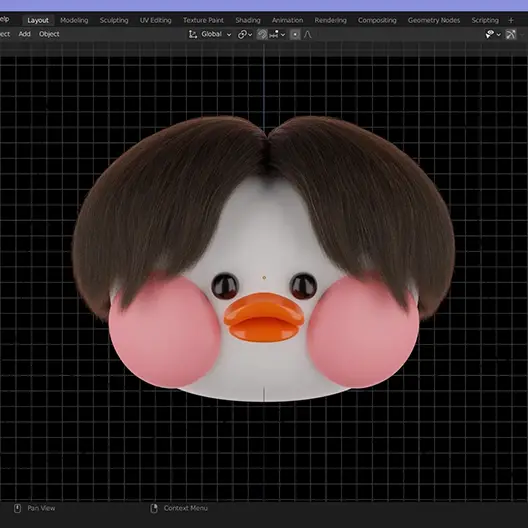 elp Layout Modeling Sculpting UV Editing Texture Paint Shading Animation Rendering Compositing Geometry Nodes Scripting +
ect Add Object Global
Pan View Context Menu